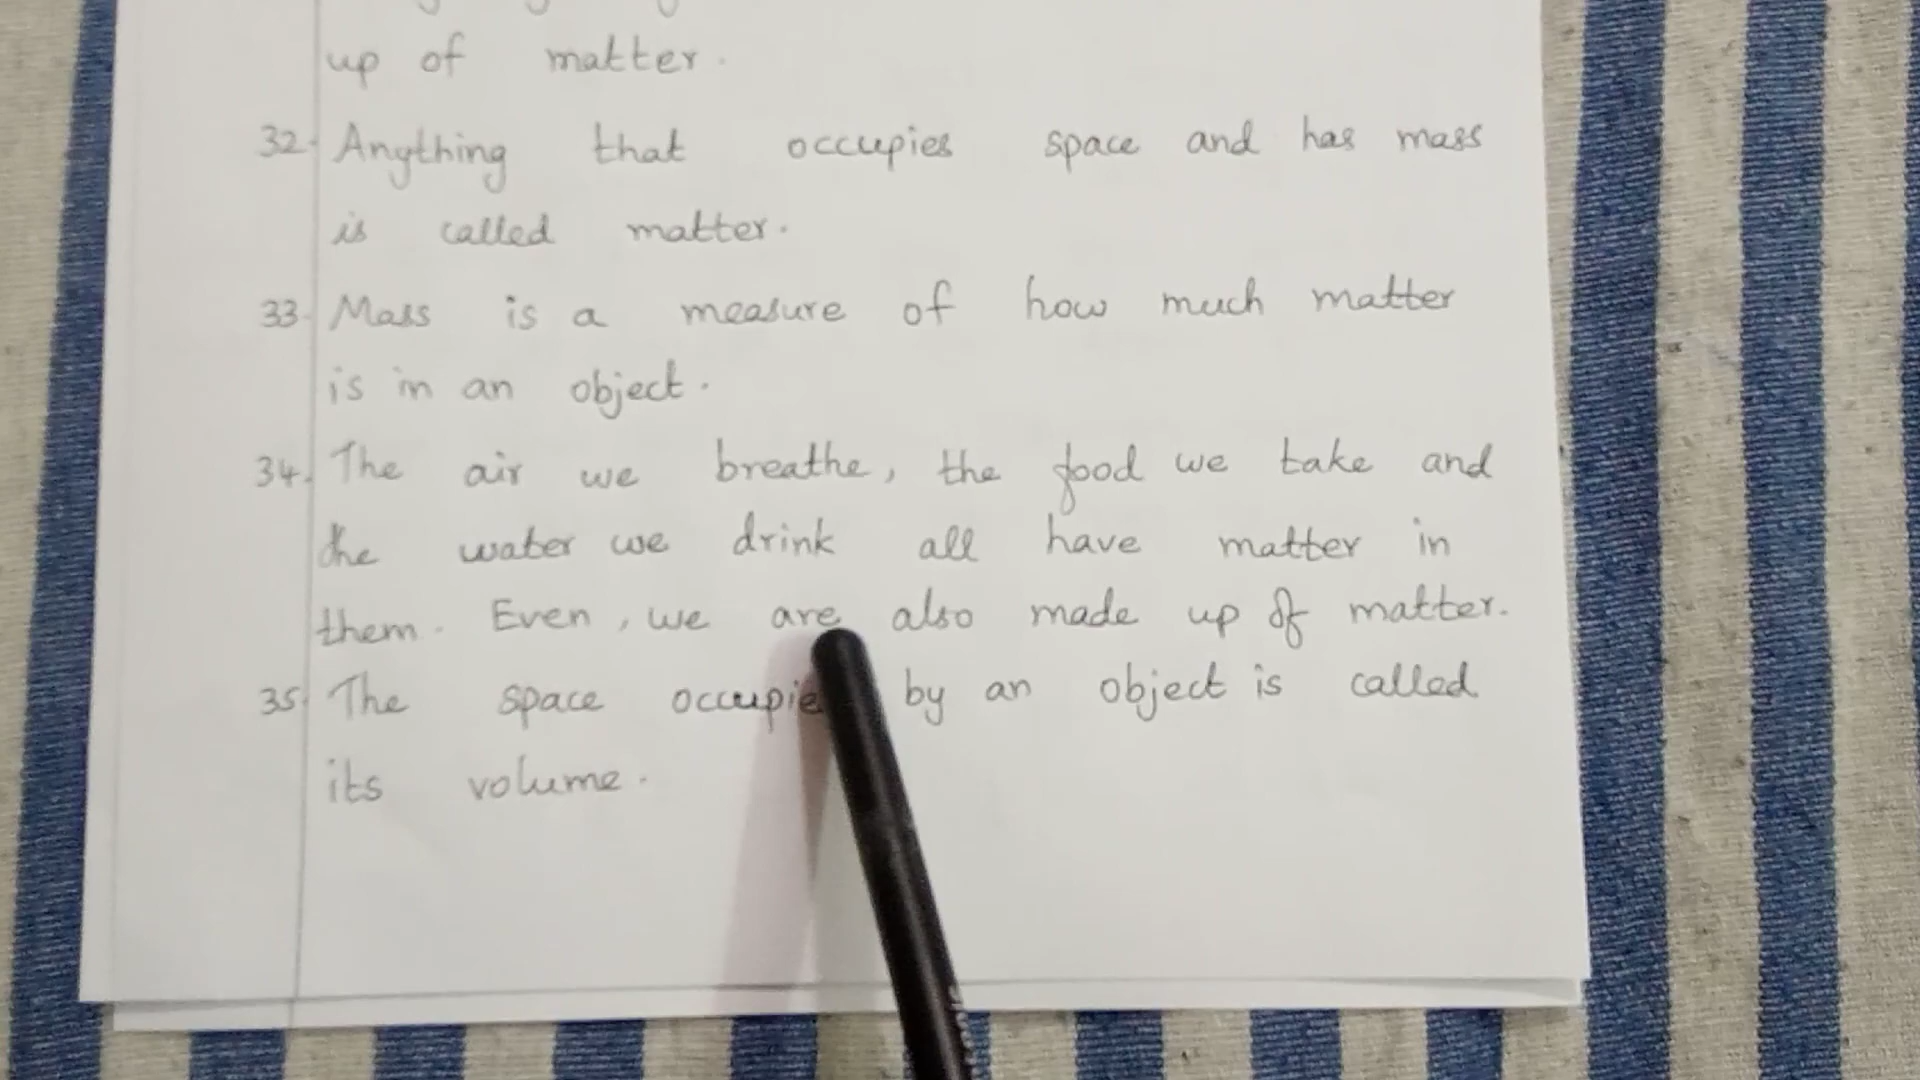 up of matter.
32. Anything that occupies space and has mass
is called matter.
33. Mass is a measure of how much matter
is in an object.
34. The air we breathe, the food we take and
the water we drink all have matter in
them. Even, we are also made up of matter.
35. The space occupie by an object is called
its volume.